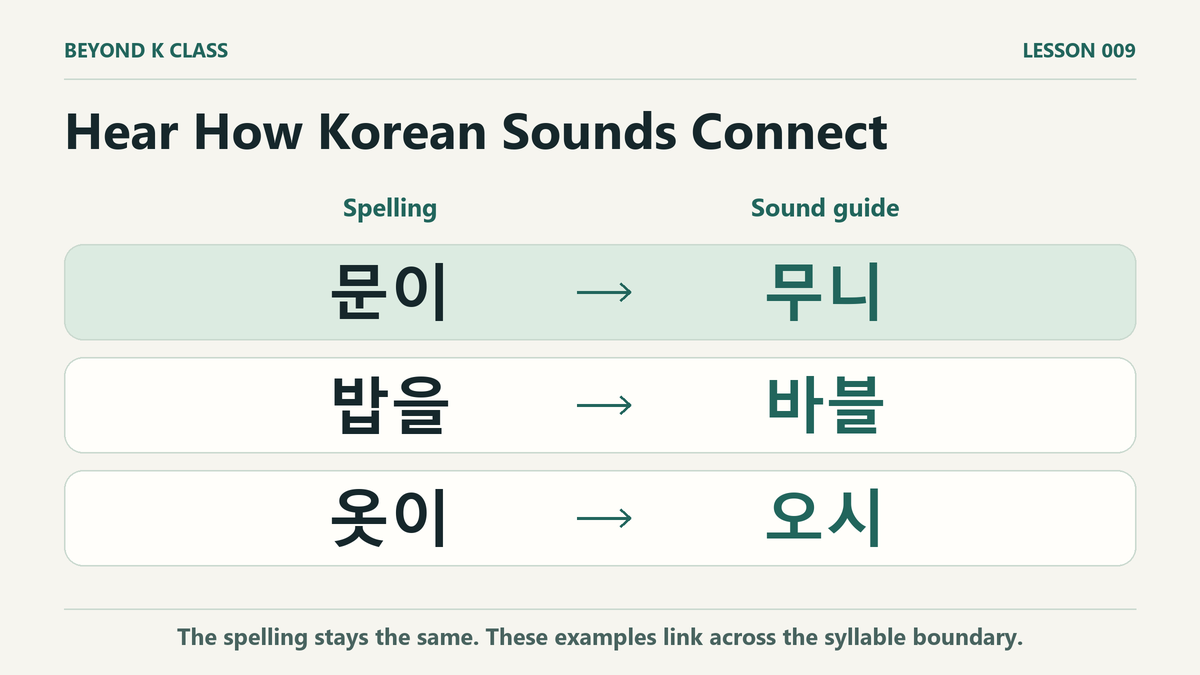 BEYOND K CLASS
LESSON 009
Hear How Korean Sounds Connect
Spelling
Sound guide
문이 → 무니
밥을 → 바블
옷이 → 오시
The spelling stays the same. These examples link across the syllable boundary.